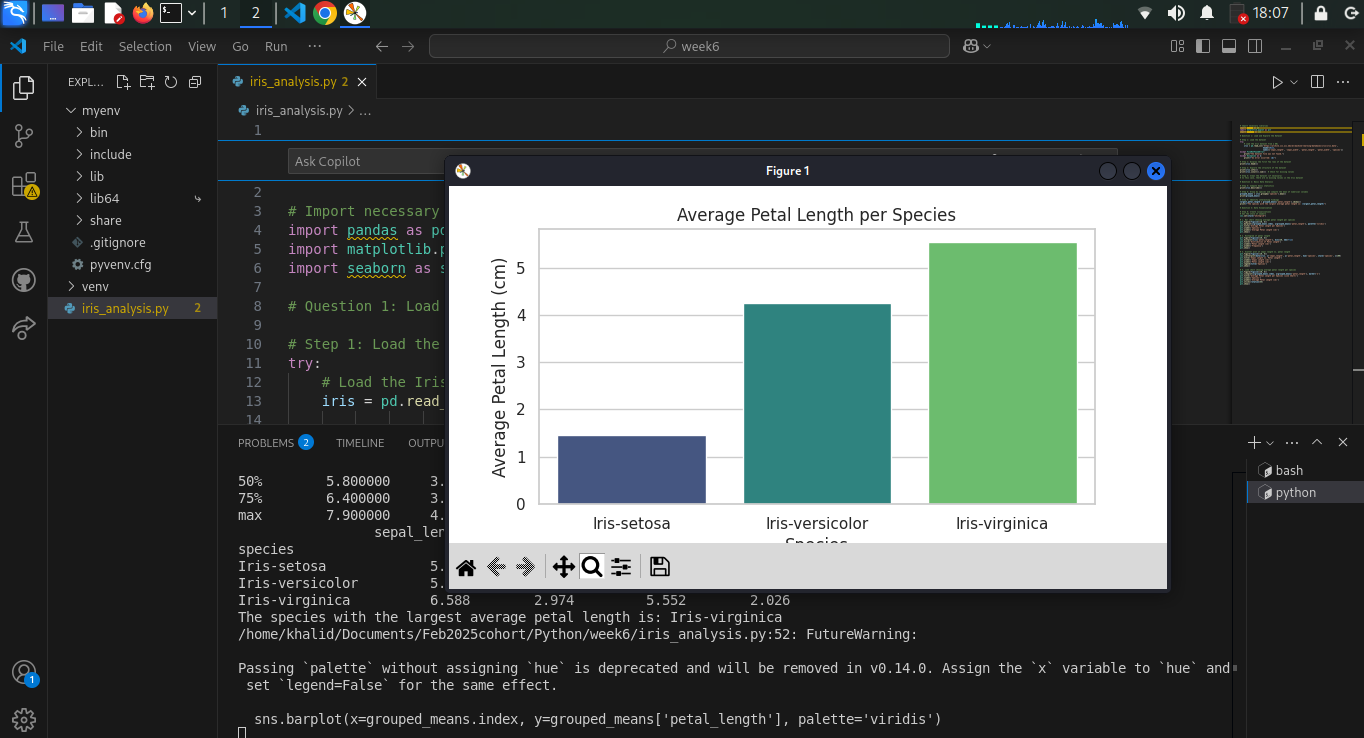 1 2 18:07
File Edit Selection View Go Run ··· week6
EXPL... iris_analysis.py 2
myenv
bin
include
lib
lib64
share
.gitignore
pyvenv.cfg
venv
iris_analysis.py 2
iris_analysis.py > ...
1
Ask Copilot
2
3 # Import necessary
4 import pandas as pd
5 import matplotlib.p
6 import seaborn as s
7
8 # Question 1: Load
9
10 # Step 1: Load the
11 try:
12 # Load the Iris
13 iris = pd.read_
14
Figure 1
Average Petal Length per Species
Average Petal Length (cm)
5
4
3
2
1
0
Iris-setosa Iris-versicolor Iris-virginica
Species
PROBLEMS 2 TIMELINE OUTPU
bash
python
50% 5.800000 3.
75% 6.400000 3.
max 7.900000 4.
sepal_len
species
Iris-setosa 5.
Iris-versicolor 5.
Iris-virginica 6.588 2.974 5.552 2.026
The species with the largest average petal length is: Iris-virginica
/home/khalid/Documents/Feb2025cohort/Python/week6/iris_analysis.py:52: FutureWarning:
Passing `palette` without assigning `hue` is deprecated and will be removed in v0.14.0. Assign the `x` variable to `hue` and
set `legend=False` for the same effect.
sns.barplot(x=grouped_means.index, y=grouped_means['petal_length'], palette='viridis')
1